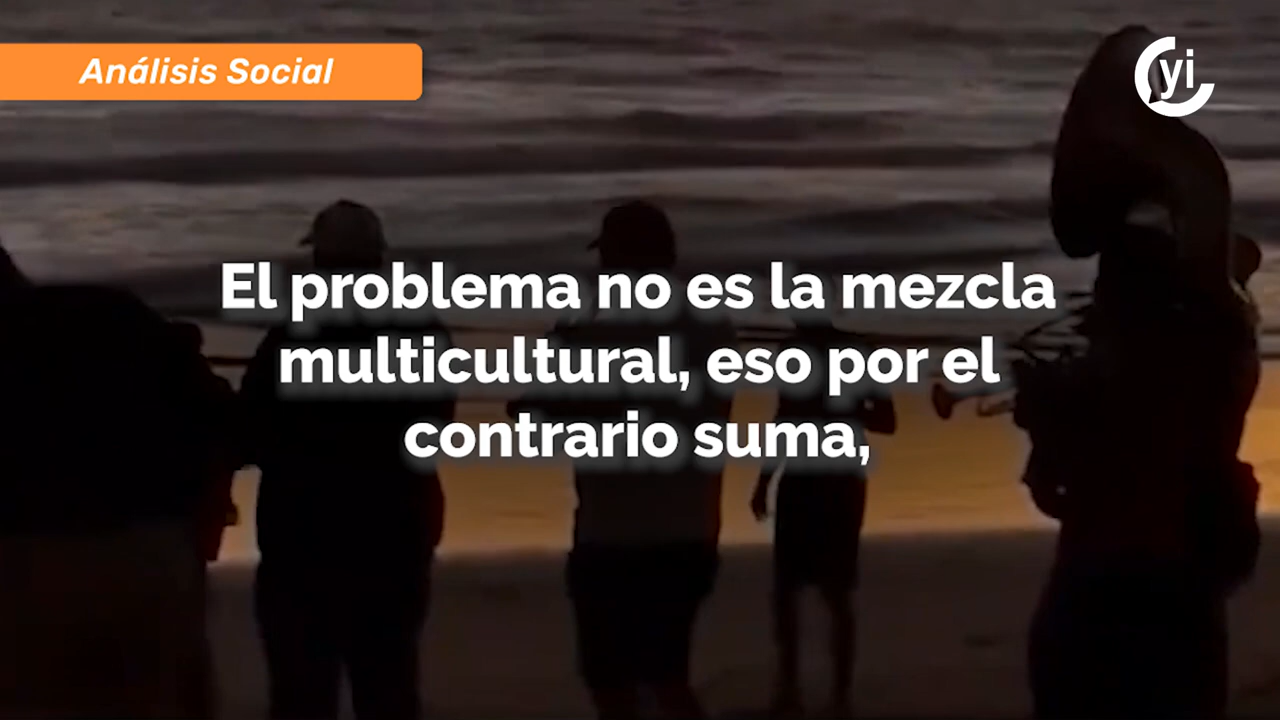 Análisis Social
yi
El problema no es la mezcla
multicultural, eso por el
contrario suma,